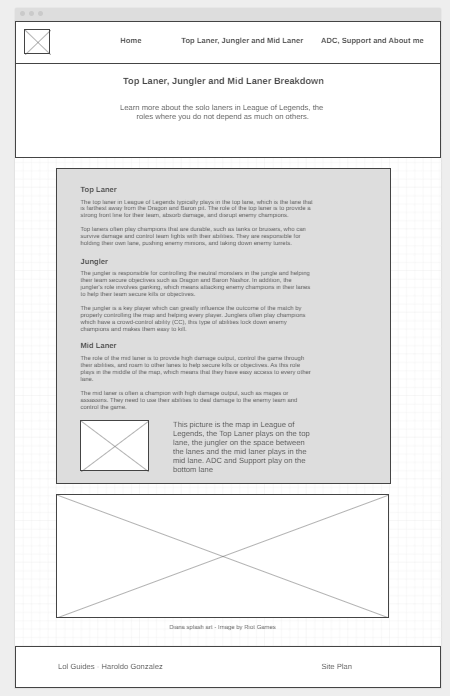 Home
Top Laner, Jungler and Mid Laner
ADC, Support and About me
Top Laner, Jungler and Mid Laner Breakdown
Learn more about the solo laners in League of Legends, the
roles where you do not depend as much on others.
Top Laner
The top laner in League of Legends typically plays in the top lane, which is the lane that
is farthest away from the Dragon and Baron pit. The role of the top laner is to provide a
strong front line for their team, absorb damage, and disrupt enemy champions.
Top laners often play champions that are durable, such as tanks or bruisers, who can
survive damage and control team fights with their abilities. They are responsible for
holding their own lane, pushing enemy minions, and taking down enemy turrets.
Jungler
The jungler is responsible for controlling the neutral monsters in the jungle and helping
their team secure objectives such as Dragon and Baron Nashor. In addition, the
jungler's role involves ganking, which means attacking enemy champions in their lanes
to help their team secure kills or objectives.
The jungler is a key player which can greatly influence the outcome of the match by
properly controlling the map and helping every player. Junglers often play champions
which have a crowd-control ability (CC), this type of abilities lock down enemy
champions and makes them easy to kill.
Mid Laner
The role of the mid laner is to provide high damage output, control the game through
their abilities, and roam to other lanes to help secure kills or objectives. As this role
plays in the middle of the map, which means that they have easy access to every other
lane.
The mid laner is often a champion with high damage output, such as mages or
assassins. They need to use their abilities to deal damage to the enemy team and
control the game.
This picture is the map in League of
Legends, the Top Laner plays on the top
lane, the jungler on the space between
the lanes and the mid laner plays in the
mid lane. ADC and Support play on the
bottom lane
Diana splash art - Image by Riot Games
Lol Guides · Haroldo Gonzalez
Site Plan